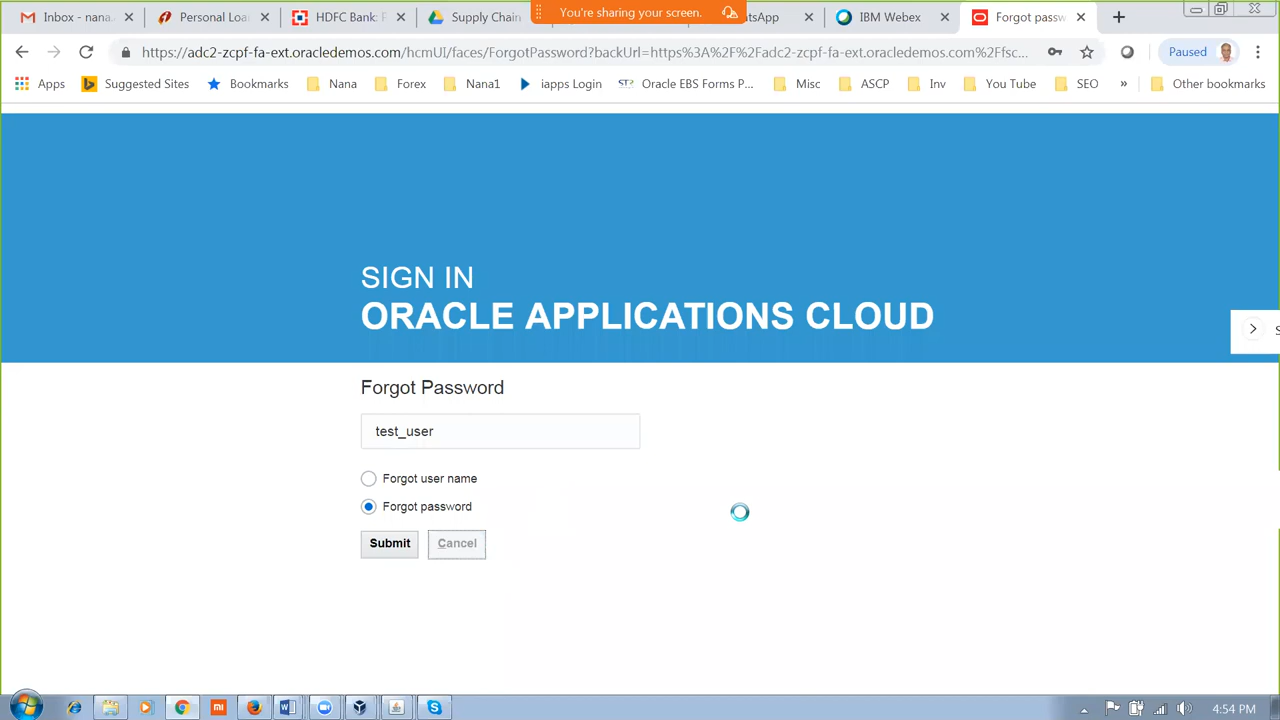 You're sharing your screen.
Inbox - nana.
Personal Loa
HDFC Bank: F
Supply Chain
tsApp
IBM Webex
Forgot passw
https://adc2-zcpf-fa-ext.oracledemos.com/hcmUI/faces/ForgotPassword?backUrl=https%3A%2F%2Fadc2-zcpf-fa-ext.oracledemos.com%2Ffsc...
Paused
Apps
Suggested Sites
Bookmarks
Nana
Forex
Nana1
iapps Login
Oracle EBS Forms P...
Misc
ASCP
Inv
You Tube
SEO
»
Other bookmarks
SIGN IN
ORACLE APPLICATIONS CLOUD
S
Forgot Password
test_user
Forgot user name
Forgot password
Submit
Cancel
4:54 PM